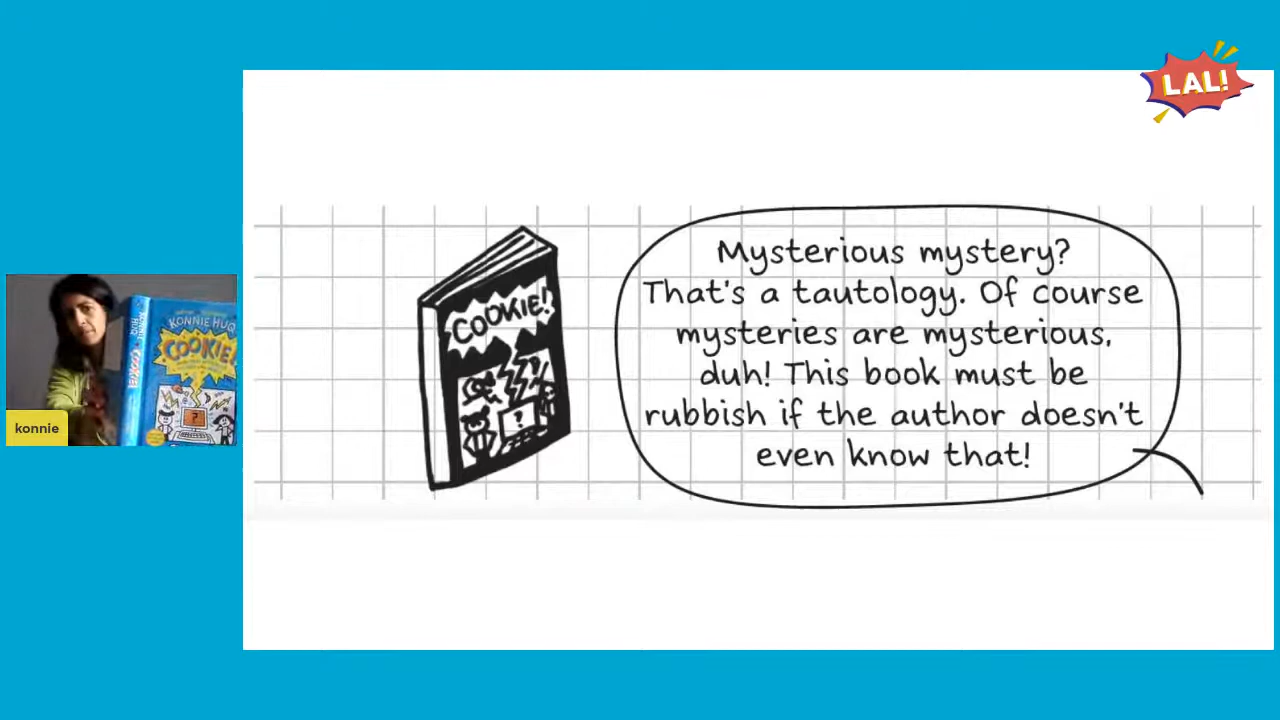 LAL!
Mysterious mystery?
That's a tautology. Of course
mysteries are mysterious,
duh! This book must be
rubbish if the author doesn't
even know that!
COOKIE!
?
KONNIE HUQ
COOKIE!
?
konnie